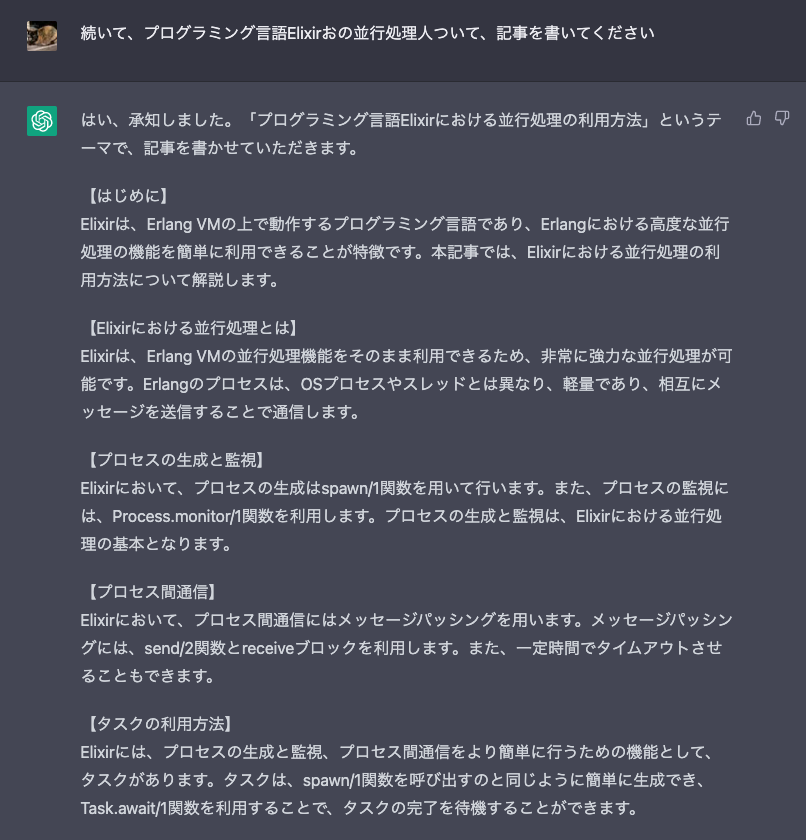 続いて、プログラミング言語Elixirおの並行処理人ついて、記事を書いてください
はい、承知しました。「プログラミング言語Elixirにおける並行処理の利用方法」というテ
ーマで、記事を書かせていただきます。
【はじめに】
Elixirは、Erlang VMの上で動作するプログラミング言語であり、Erlangにおける高度な並行
処理の機能を簡単に利用できることが特徴です。本記事では、Elixirにおける並行処理の利
用方法について解説します。
【Elixirにおける並行処理とは】
Elixirは、Erlang VMの並行処理機能をそのまま利用できるため、非常に強力な並行処理が可
能です。Erlangのプロセスは、OSプロセスやスレッドとは異なり、軽量であり、相互にメ
ッセージを送信することで通信します。
【プロセスの生成と監視】
Elixirにおいて、プロセスの生成はspawn/1関数を用いて行います。また、プロセスの監視に
は、Process.monitor/1関数を利用します。プロセスの生成と監視は、Elixirにおける並行処
理の基本となります。
【プロセス間通信】
Elixirにおいて、プロセス間通信にはメッセージパッシングを用います。メッセージパッシン
グには、send/2関数とreceiveブロックを利用します。また、一定時間でタイムアウトさせ
ることもできます。
【タスクの利用方法】
Elixirには、プロセスの生成と監視、プロセス間通信をより簡単に行うための機能として、
タスクがあります。タスクは、spawn/1関数を呼び出すのと同じように簡単に生成でき、
Task.await/1関数を利用することで、タスクの完了を待機することができます。